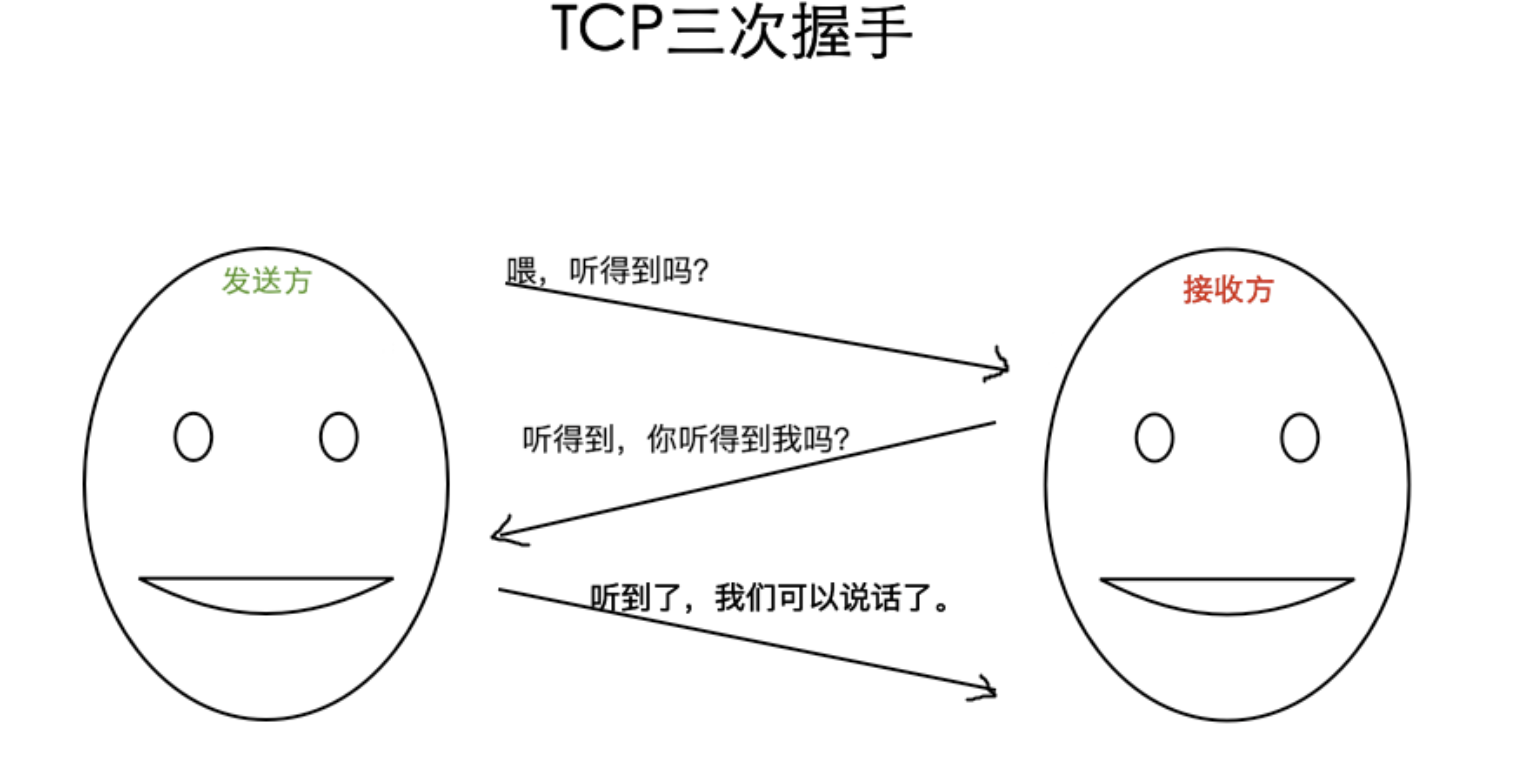 TCP三次握手
发送方
接收方
喂，听得到吗？
听得到，你听得到我吗？
听到了，我们可以说话了。